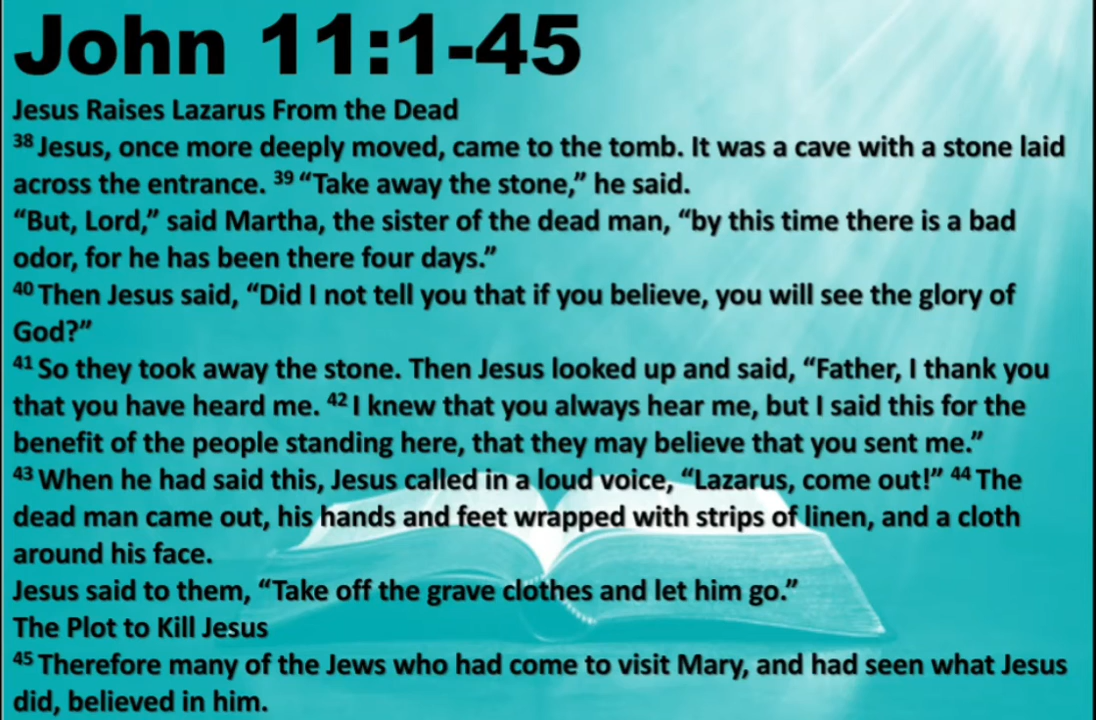 John 11:1-45
Jesus Raises Lazarus From the Dead
38 Jesus, once more deeply moved, came to the tomb. It was a cave with a stone laid
across the entrance. 39 “Take away the stone,” he said.
“But, Lord,” said Martha, the sister of the dead man, “by this time there is a bad
odor, for he has been there four days.”
40 Then Jesus said, “Did I not tell you that if you believe, you will see the glory of
God?”
41 So they took away the stone. Then Jesus looked up and said, “Father, I thank you
that you have heard me. 42 I knew that you always hear me, but I said this for the
benefit of the people standing here, that they may believe that you sent me.”
43 When he had said this, Jesus called in a loud voice, “Lazarus, come out!” 44 The
dead man came out, his hands and feet wrapped with strips of linen, and a cloth
around his face.
Jesus said to them, “Take off the grave clothes and let him go.”
The Plot to Kill Jesus
45 Therefore many of the Jews who had come to visit Mary, and had seen what Jesus
did, believed in him.